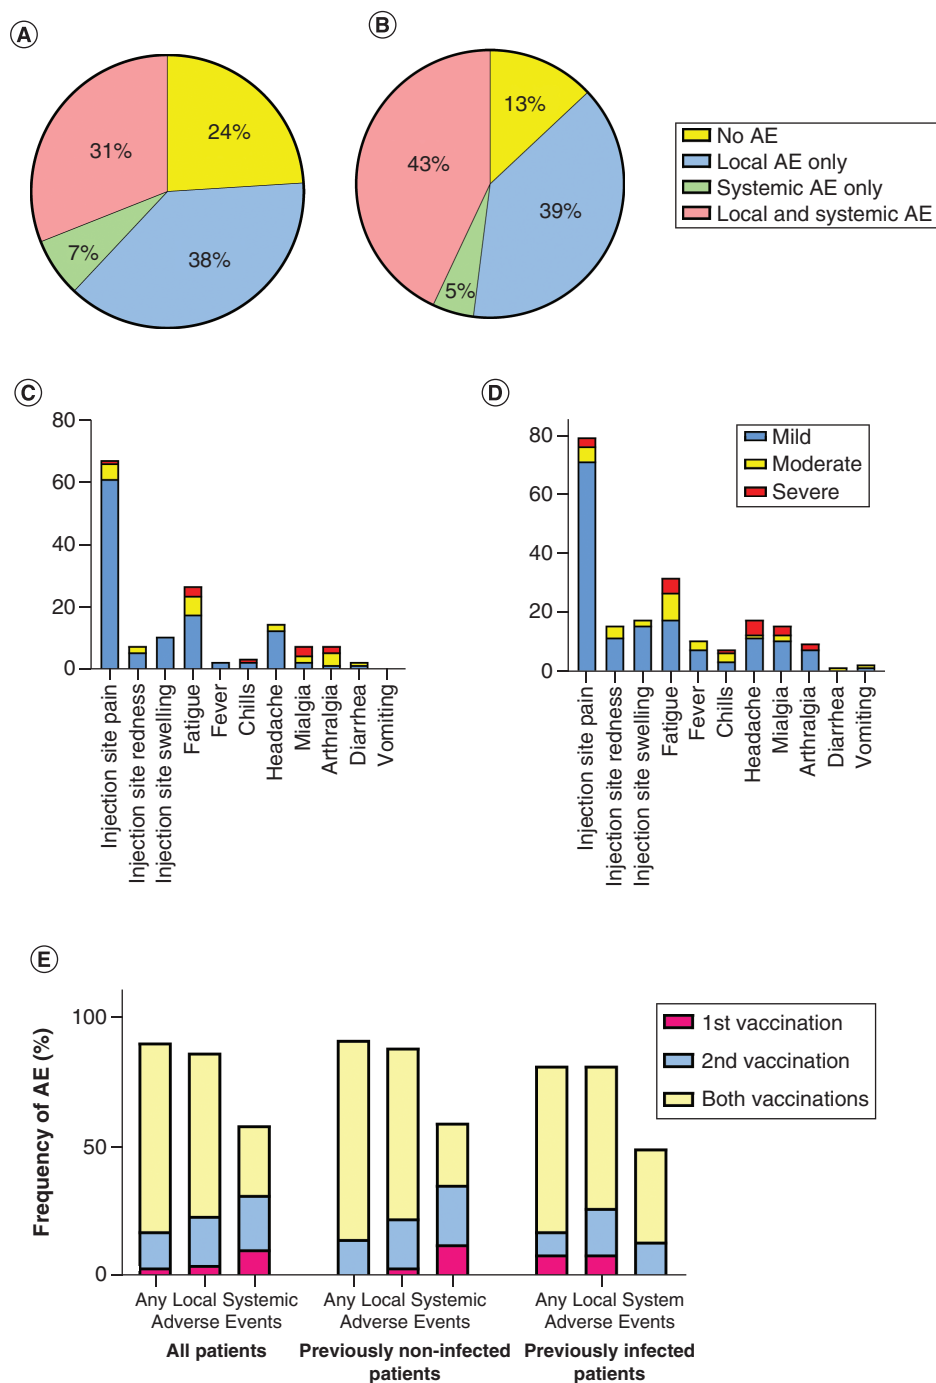 A
B
24%
38%
7%
31%
13%
39%
5%
43%
No AE
Local AE only
Systemic AE only
Local and systemic AE
C
80
60
40
20
0
Injection site pain
Injection site redness
Injection site swelling
Fatigue
Fever
Chills
Headache
Mialgia
Arthralgia
Diarrhea
Vomiting
D
80
60
40
20
0
Mild
Moderate
Severe
Injection site pain
Injection site redness
Injection site swelling
Fatigue
Fever
Chills
Headache
Mialgia
Arthralgia
Diarrhea
Vomiting
E
Frequency of AE (%)
100
50
0
1st vaccination
2nd vaccination
Both vaccinations
Any Local Systemic
Adverse Events
All patients
Any Local Systemic
Adverse Events
Previously non-infected
patients
Any Local System
Adverse Events
Previously infected
patients